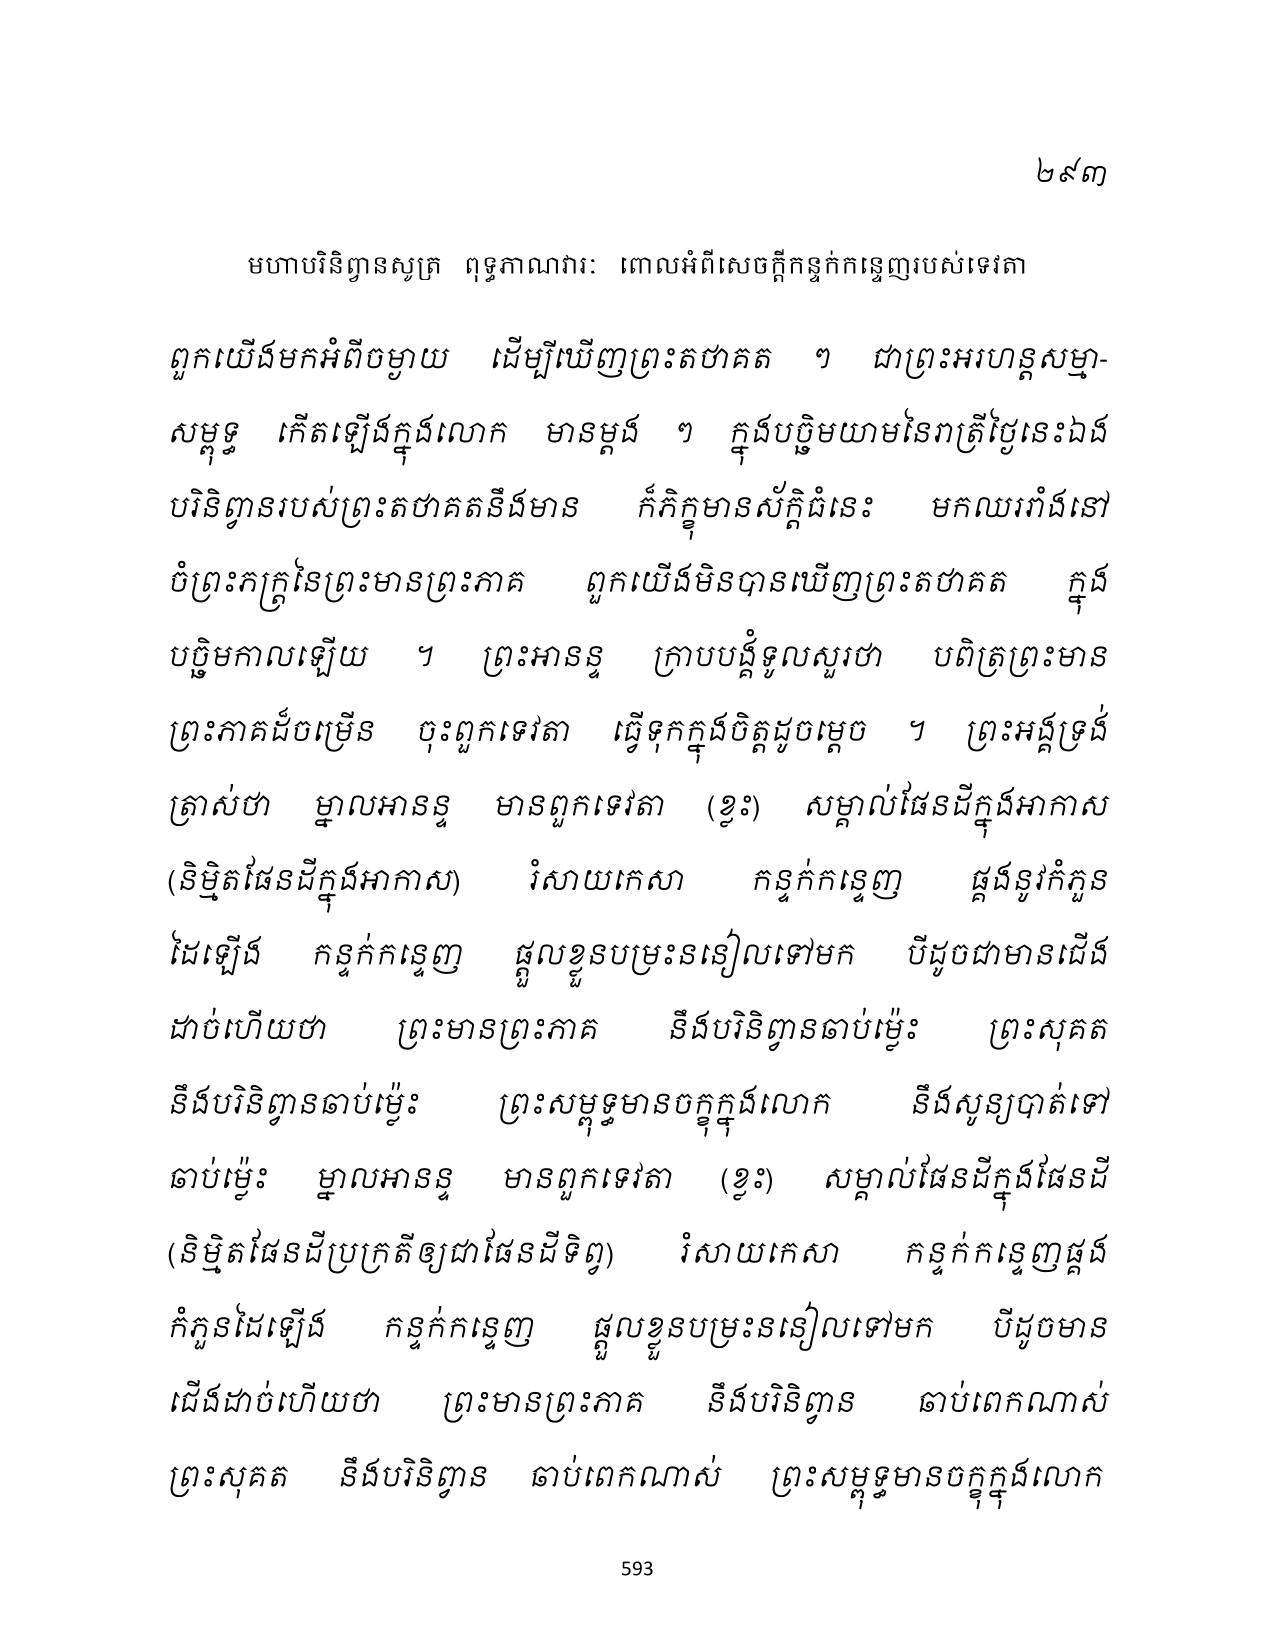 ២៩៣
មហាបរិនិព្វានសូត្រ ពុទ្ធភាណវារៈ ពោលអំពីសេចក្តីកន្ទក់កន្ទេញរបស់ទេវតា
ពួកយើងមកអំពីចម្ងាយ ដើម្បីឃើញព្រះតថាគត ៗ ជាព្រះអរហន្តសម្មា-
សម្ពុទ្ធ កើតឡើងក្នុងលោក មានម្តង ៗ ក្នុងបច្ឆិមយាមនៃរាត្រីថ្ងៃនេះឯង
បរិនិព្វានរបស់ព្រះតថាគតនឹងមាន ក៏ភិក្ខុមានស័ក្តិធំនេះ មកឈររាំងនៅ
ចំព្រះភក្ត្រនៃព្រះមានព្រះភាគ ពួកយើងមិនបានឃើញព្រះតថាគត ក្នុង
បច្ឆិមកាលឡើយ ។ ព្រះអានន្ទ ក្រាបបង្គំទូលសួរថា បពិត្រព្រះមាន
ព្រះភាគដ៏ចម្រើន ចុះពួកទេវតា ធ្វើទុកក្នុងចិត្តដូចម្តេច ។ ព្រះអង្គទ្រង់
ត្រាស់ថា ម្នាលអានន្ទ មានពួកទេវតា (ខ្លះ) សម្គាល់ផែនដីក្នុងអាកាស
(និម្មិតផែនដីក្នុងអាកាស) រំសាយកេសា កន្ទក់កន្ទេញ ផ្គងនូវកំភួន
ដៃឡើង កន្ទក់កន្ទេញ ផ្តួលខ្លួនបម្រះននៀលទៅមក បីដូចជាមានជើង
ដាច់ហើយថា ព្រះមានព្រះភាគ នឹងបរិនិព្វានឆាប់ម្ល៉េះ ព្រះសុគត
នឹងបរិនិព្វានឆាប់ម្ល៉េះ ព្រះសម្ពុទ្ធមានចក្ខុក្នុងលោក នឹងសូន្យបាត់ទៅ
ឆាប់ម្ល៉េះ ម្នាលអានន្ទ មានពួកទេវតា (ខ្លះ) សម្គាល់ផែនដីក្នុងផែនដី
(និម្មិតផែនដីប្រក្រតីឲ្យជាផែនដីទិព្វ) រំសាយកេសា កន្ទក់កន្ទេញផ្គង
កំភួនដៃឡើង កន្ទក់កន្ទេញ ផ្តួលខ្លួនបម្រះននៀលទៅមក បីដូចមាន
ជើងដាច់ហើយថា ព្រះមានព្រះភាគ នឹងបរិនិព្វាន ឆាប់ពេកណាស់
ព្រះសុគត នឹងបរិនិព្វាន ឆាប់ពេកណាស់ ព្រះសម្ពុទ្ធមានចក្ខុក្នុងលោក
593